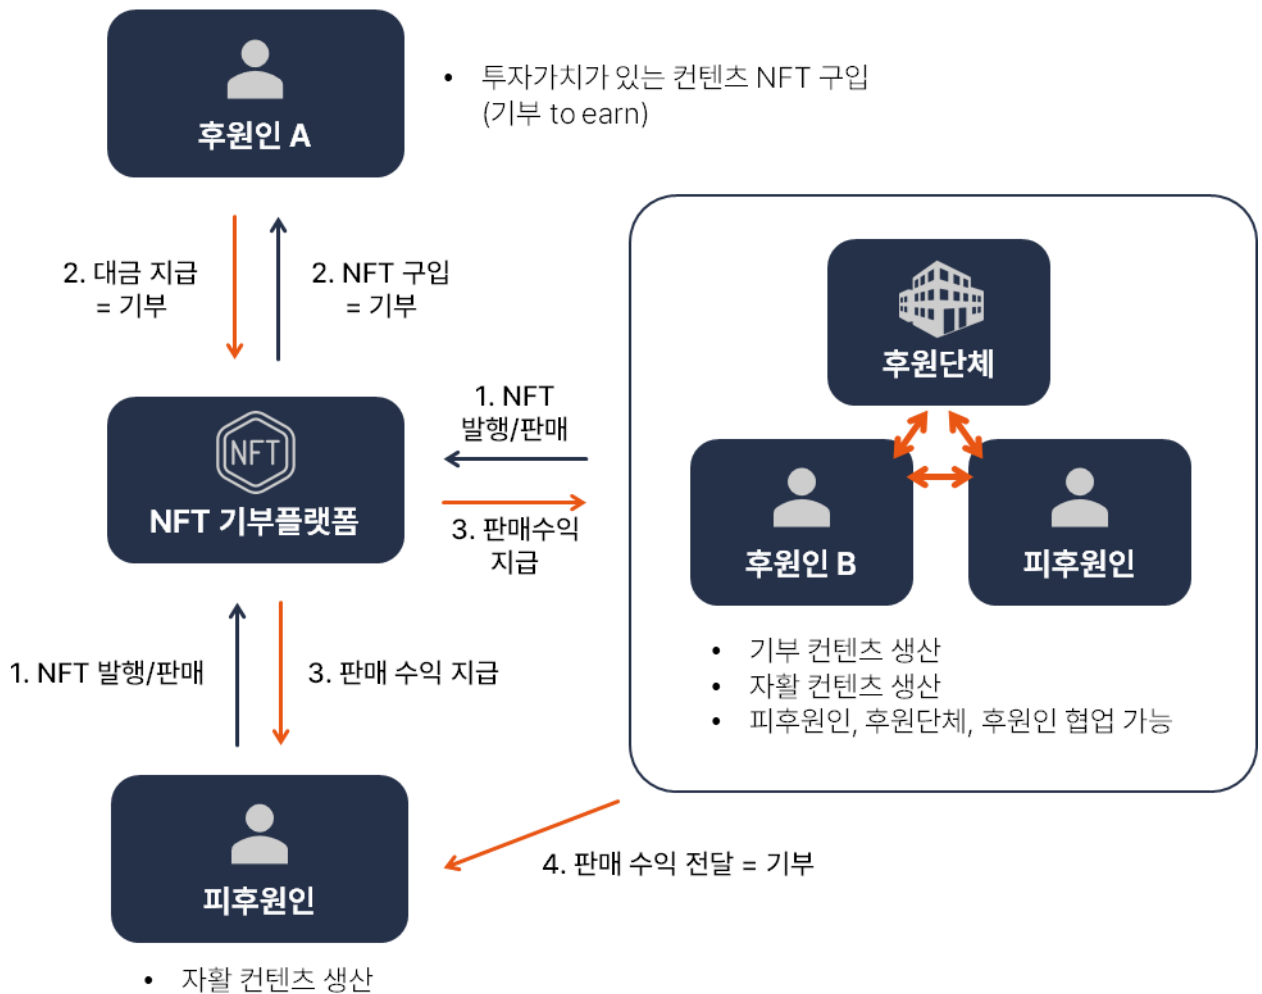 후원인 A
• 투자가치가 있는 컨텐츠 NFT 구입
(기부 to earn)
2. 대금 지급
= 기부
2. NFT 구입
= 기부
후원단체
1. NFT
발행/판매
NFT
NFT 기부플랫폼
3. 판매수익
지급
후원인 B
피후원인
• 기부 컨텐츠 생산
• 자활 컨텐츠 생산
• 피후원인, 후원단체, 후원인 협업 가능
1. NFT 발행/판매
3. 판매 수익 지급
4. 판매 수익 전달 = 기부
피후원인
• 자활 컨텐츠 생산